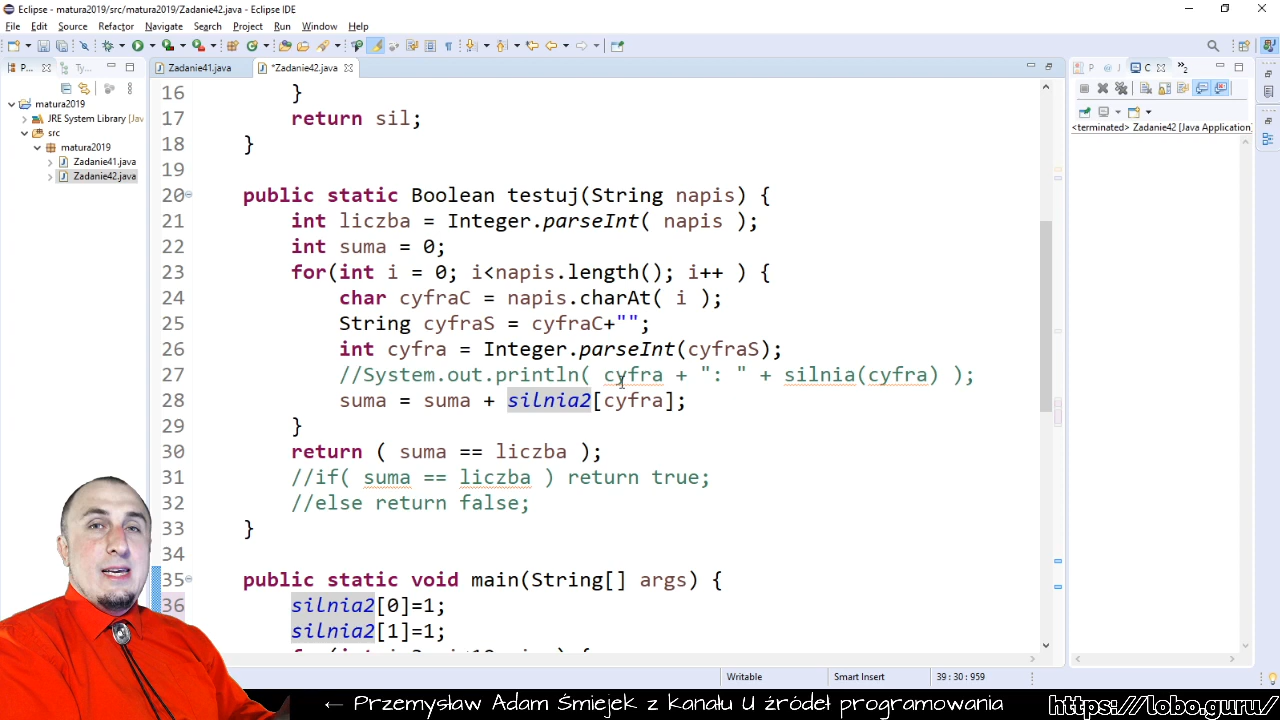 Eclipse - matura2019/src/matura2019/Zadanie42.java - Eclipse IDE
File Edit Source Refactor Navigate Search Project Run Window Help
P... Ty... Zadanie41.java *Zadanie42.java P @ J C »2
matura2019
JRE System Library [Jav
src
matura2019
Zadanie41.java
Zadanie42.java
16 }
17 return sil;
18 }
19
20 public static Boolean testuj(String napis) {
21 int liczba = Integer.parseInt( napis );
22 int suma = 0;
23 for(int i = 0; i<napis.length(); i++ ) {
24 char cyfraC = napis.charAt( i );
25 String cyfraS = cyfraC+"";
26 int cyfra = Integer.parseInt(cyfraS);
27 //System.out.println( cyfra + ": " + silnia(cyfra) );
28 suma = suma + silnia2[cyfra];
29 }
30 return ( suma == liczba );
31 //if( suma == liczba ) return true;
32 //else return false;
33 }
34
35 public static void main(String[] args) {
36 silnia2[0]=1;
silnia2[1]=1;
<terminated> Zadanie42 [Java Application]
Writable Smart Insert 39 : 30 : 959
← Przemysław Adam Śmiejek z kanału U źródeł programowania https://lobo.guru/